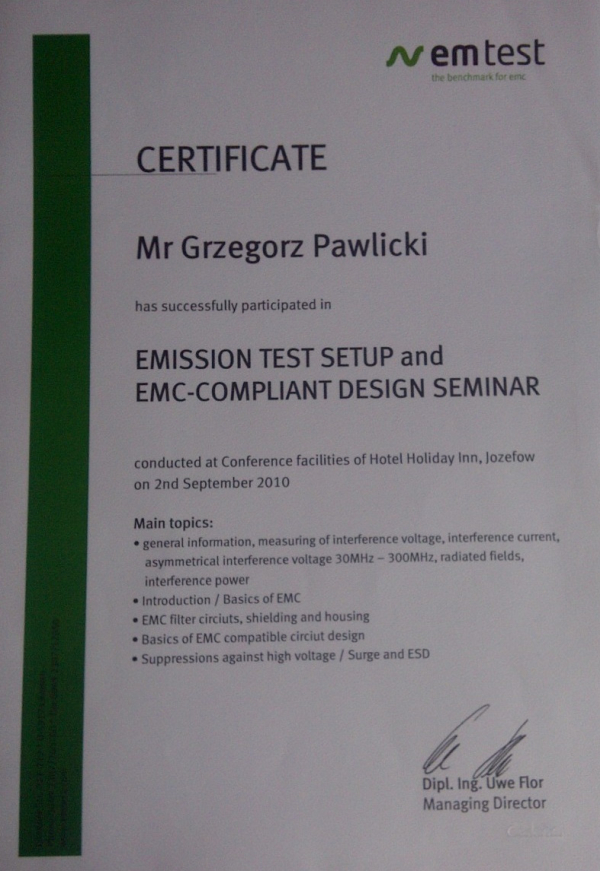 em test
the benchmark for emc
CERTIFICATE
Mr Grzegorz Pawlicki
has successfully participated in
EMISSION TEST SETUP and
EMC-COMPLIANT DESIGN SEMINAR
conducted at Conference facilities of Hotel Holiday Inn, Jozefow
on 2nd September 2010
Main topics:
• general information, measuring of interference voltage, interference current,
asymmetrical interference voltage 30MHz – 300MHz, radiated fields,
interference power
• Introduction / Basics of EMC
• EMC filter circiuts, shielding and housing
• Basics of EMC compatible circiut design
• Suppressions against high voltage / Surge and ESD
Dipl. Ing. Uwe Flor
Managing Director